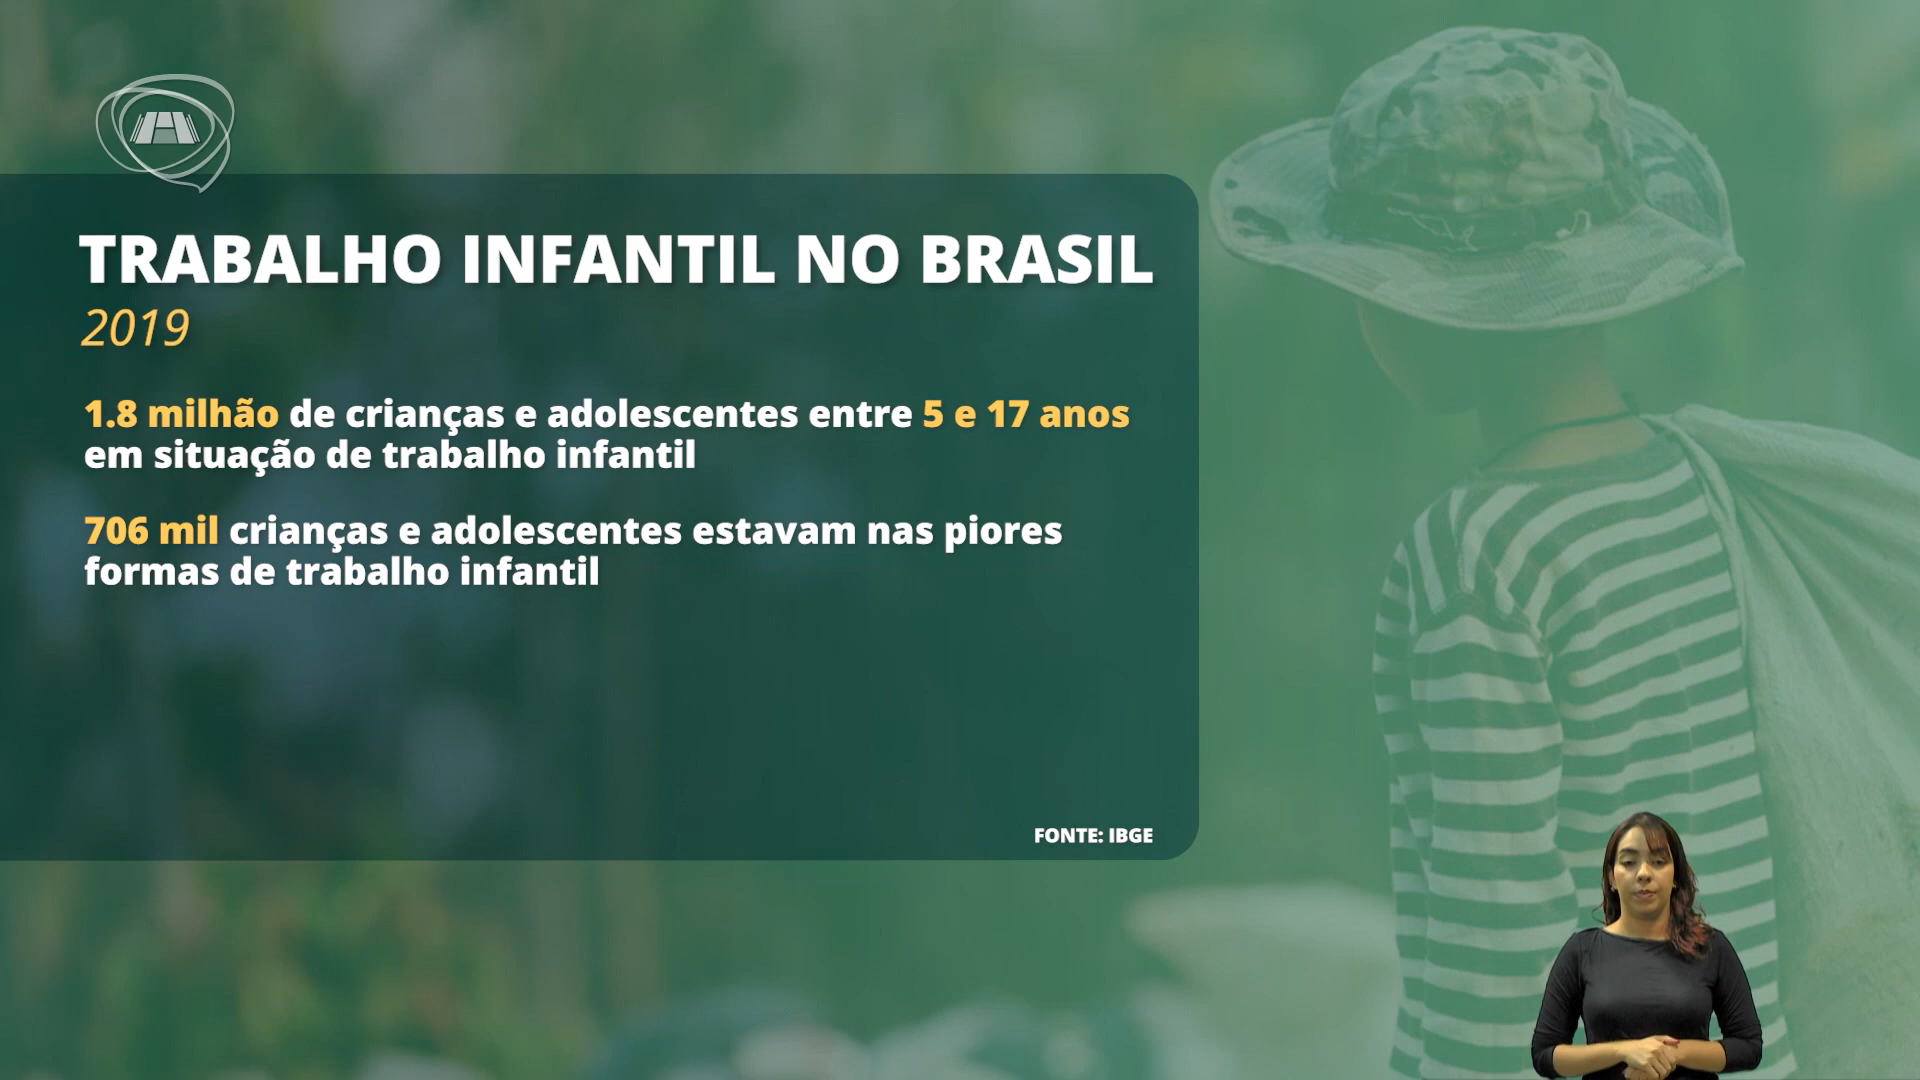 TRABALHO INFANTIL NO BRASIL
2019
1.8 milhão de crianças e adolescentes entre 5 e 17 anos
em situação de trabalho infantil
706 mil crianças e adolescentes estavam nas piores
formas de trabalho infantil
FONTE: IBGE